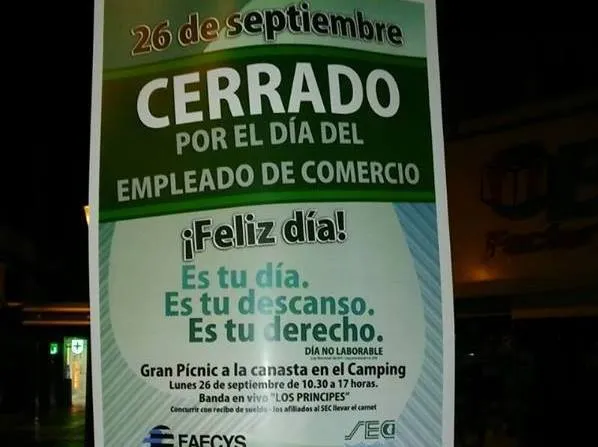 26 de septiembre
CERRADO
POR EL DÍA DEL
EMPLEADO DE COMERCIO
¡Feliz día!
Es tu día.
Es tu descanso.
Es tu derecho.
DÍA NO LABORABLE
Gran Pícnic a la canasta en el Camping
Lunes 26 de septiembre de 10.30 a 17 horas.
Banda en vivo "LOS PRINCIPES"
Concurrir con recibo de sueldo - los afiliados al SEC llevar el carnet
FAECYS
SEC